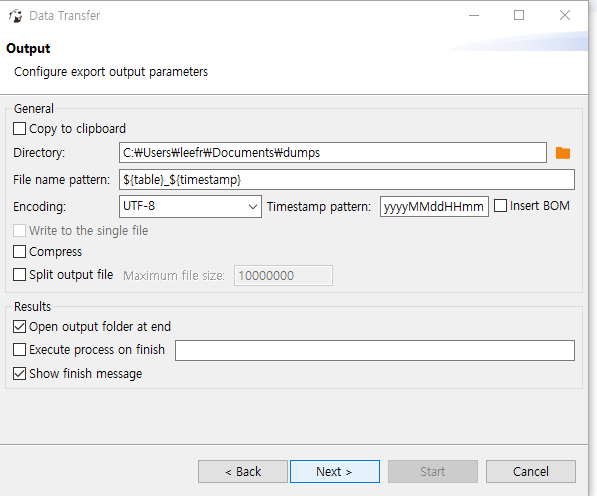 Data Transfer
Output
Configure export output parameters
General
Copy to clipboard
Directory: C:₩Users₩leefr₩Documents₩dumps
File name pattern: ${table}_${timestamp}
Encoding: UTF-8 Timestamp pattern: yyyyMMddHHmm Insert BOM
Write to the single file
Compress
Split output file Maximum file size: 10000000
Results
Open output folder at end
Execute process on finish
Show finish message
< Back Next > Start Cancel